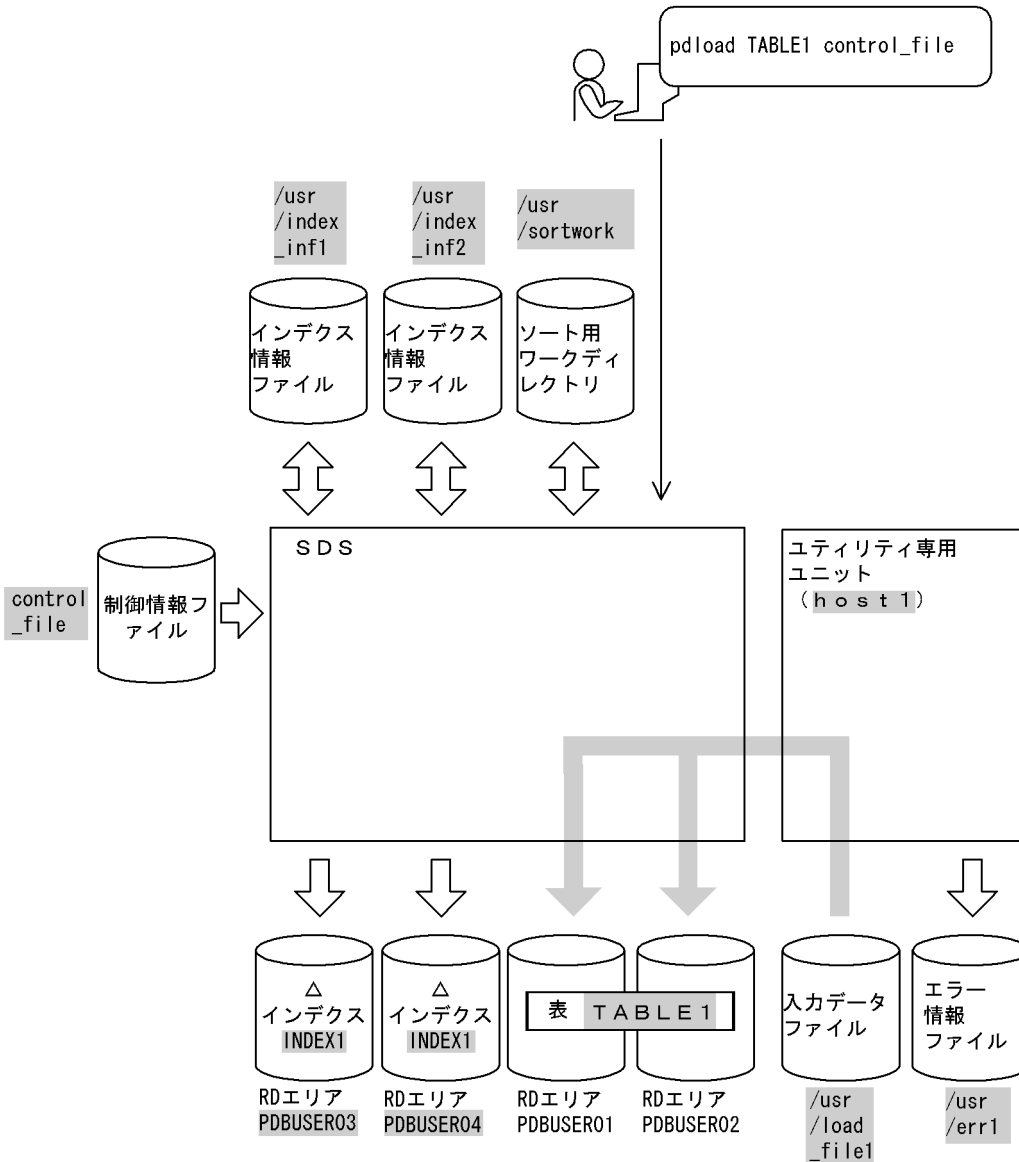 pdload TABLE1 control_file
/usr
/index
_inf1
/usr
/index
_inf2
/usr
/sortwork
インデクス
情報
ファイル
インデクス
情報
ファイル
ソート用
ワークディ
レクトリ
control
_file
制御情報フ
ァイル
ＳＤＳ
ユティリティ専用
ユニット
（ｈｏｓｔ１）
△
インデクス
INDEX1
△
インデクス
INDEX1
表 ＴＡＢＬＥ１
入力データ
ファイル
エラー
情報
ファイル
RDエリア
PDBUSER03
RDエリア
PDBUSER04
RDエリア
PDBUSER01
RDエリア
PDBUSER02
/usr
/load
_file1
/usr
/err1